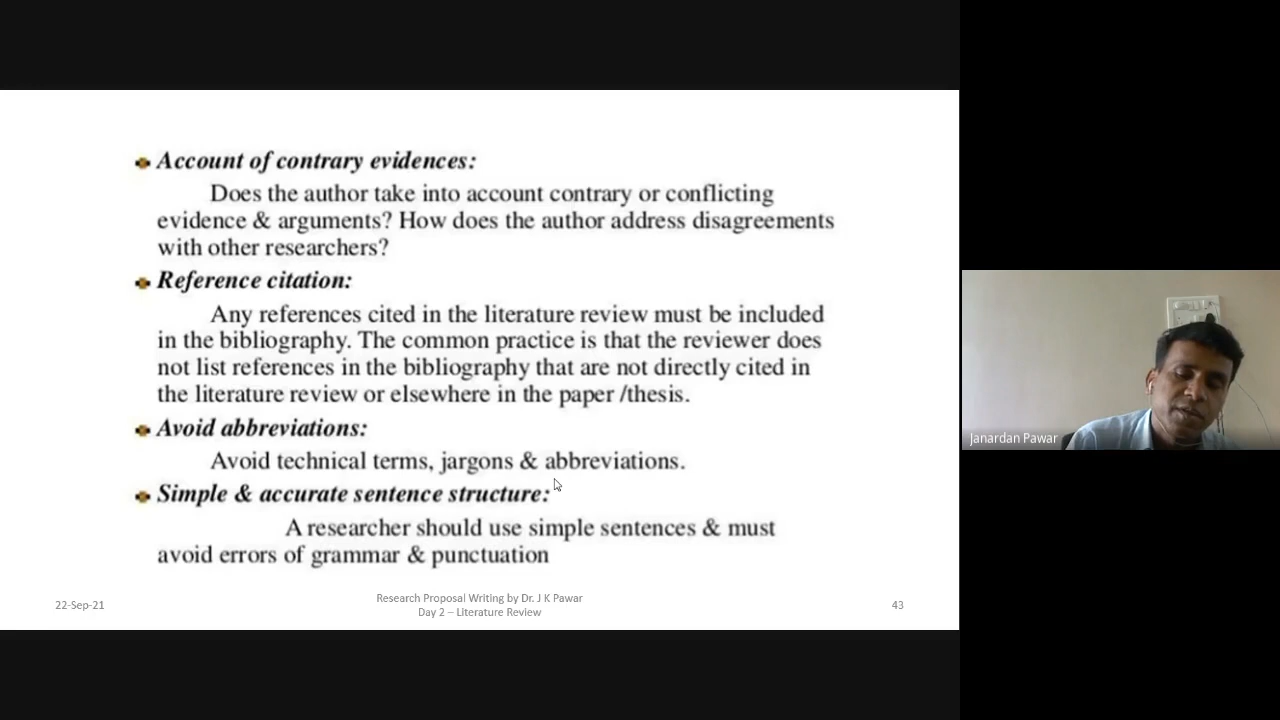 Account of contrary evidences:
Does the author take into account contrary or conflicting
evidence & arguments? How does the author address disagreements
with other researchers?
Reference citation:
Any references cited in the literature review must be included
in the bibliography. The common practice is that the reviewer does
not list references in the bibliography that are not directly cited in
the literature review or elsewhere in the paper /thesis.
Avoid abbreviations:
Avoid technical terms, jargons & abbreviations.
Simple & accurate sentence structure:
A researcher should use simple sentences & must
avoid errors of grammar & punctuation
22-Sep-21
Research Proposal Writing by Dr. J K Pawar
Day 2 – Literature Review
43
Janardan Pawar